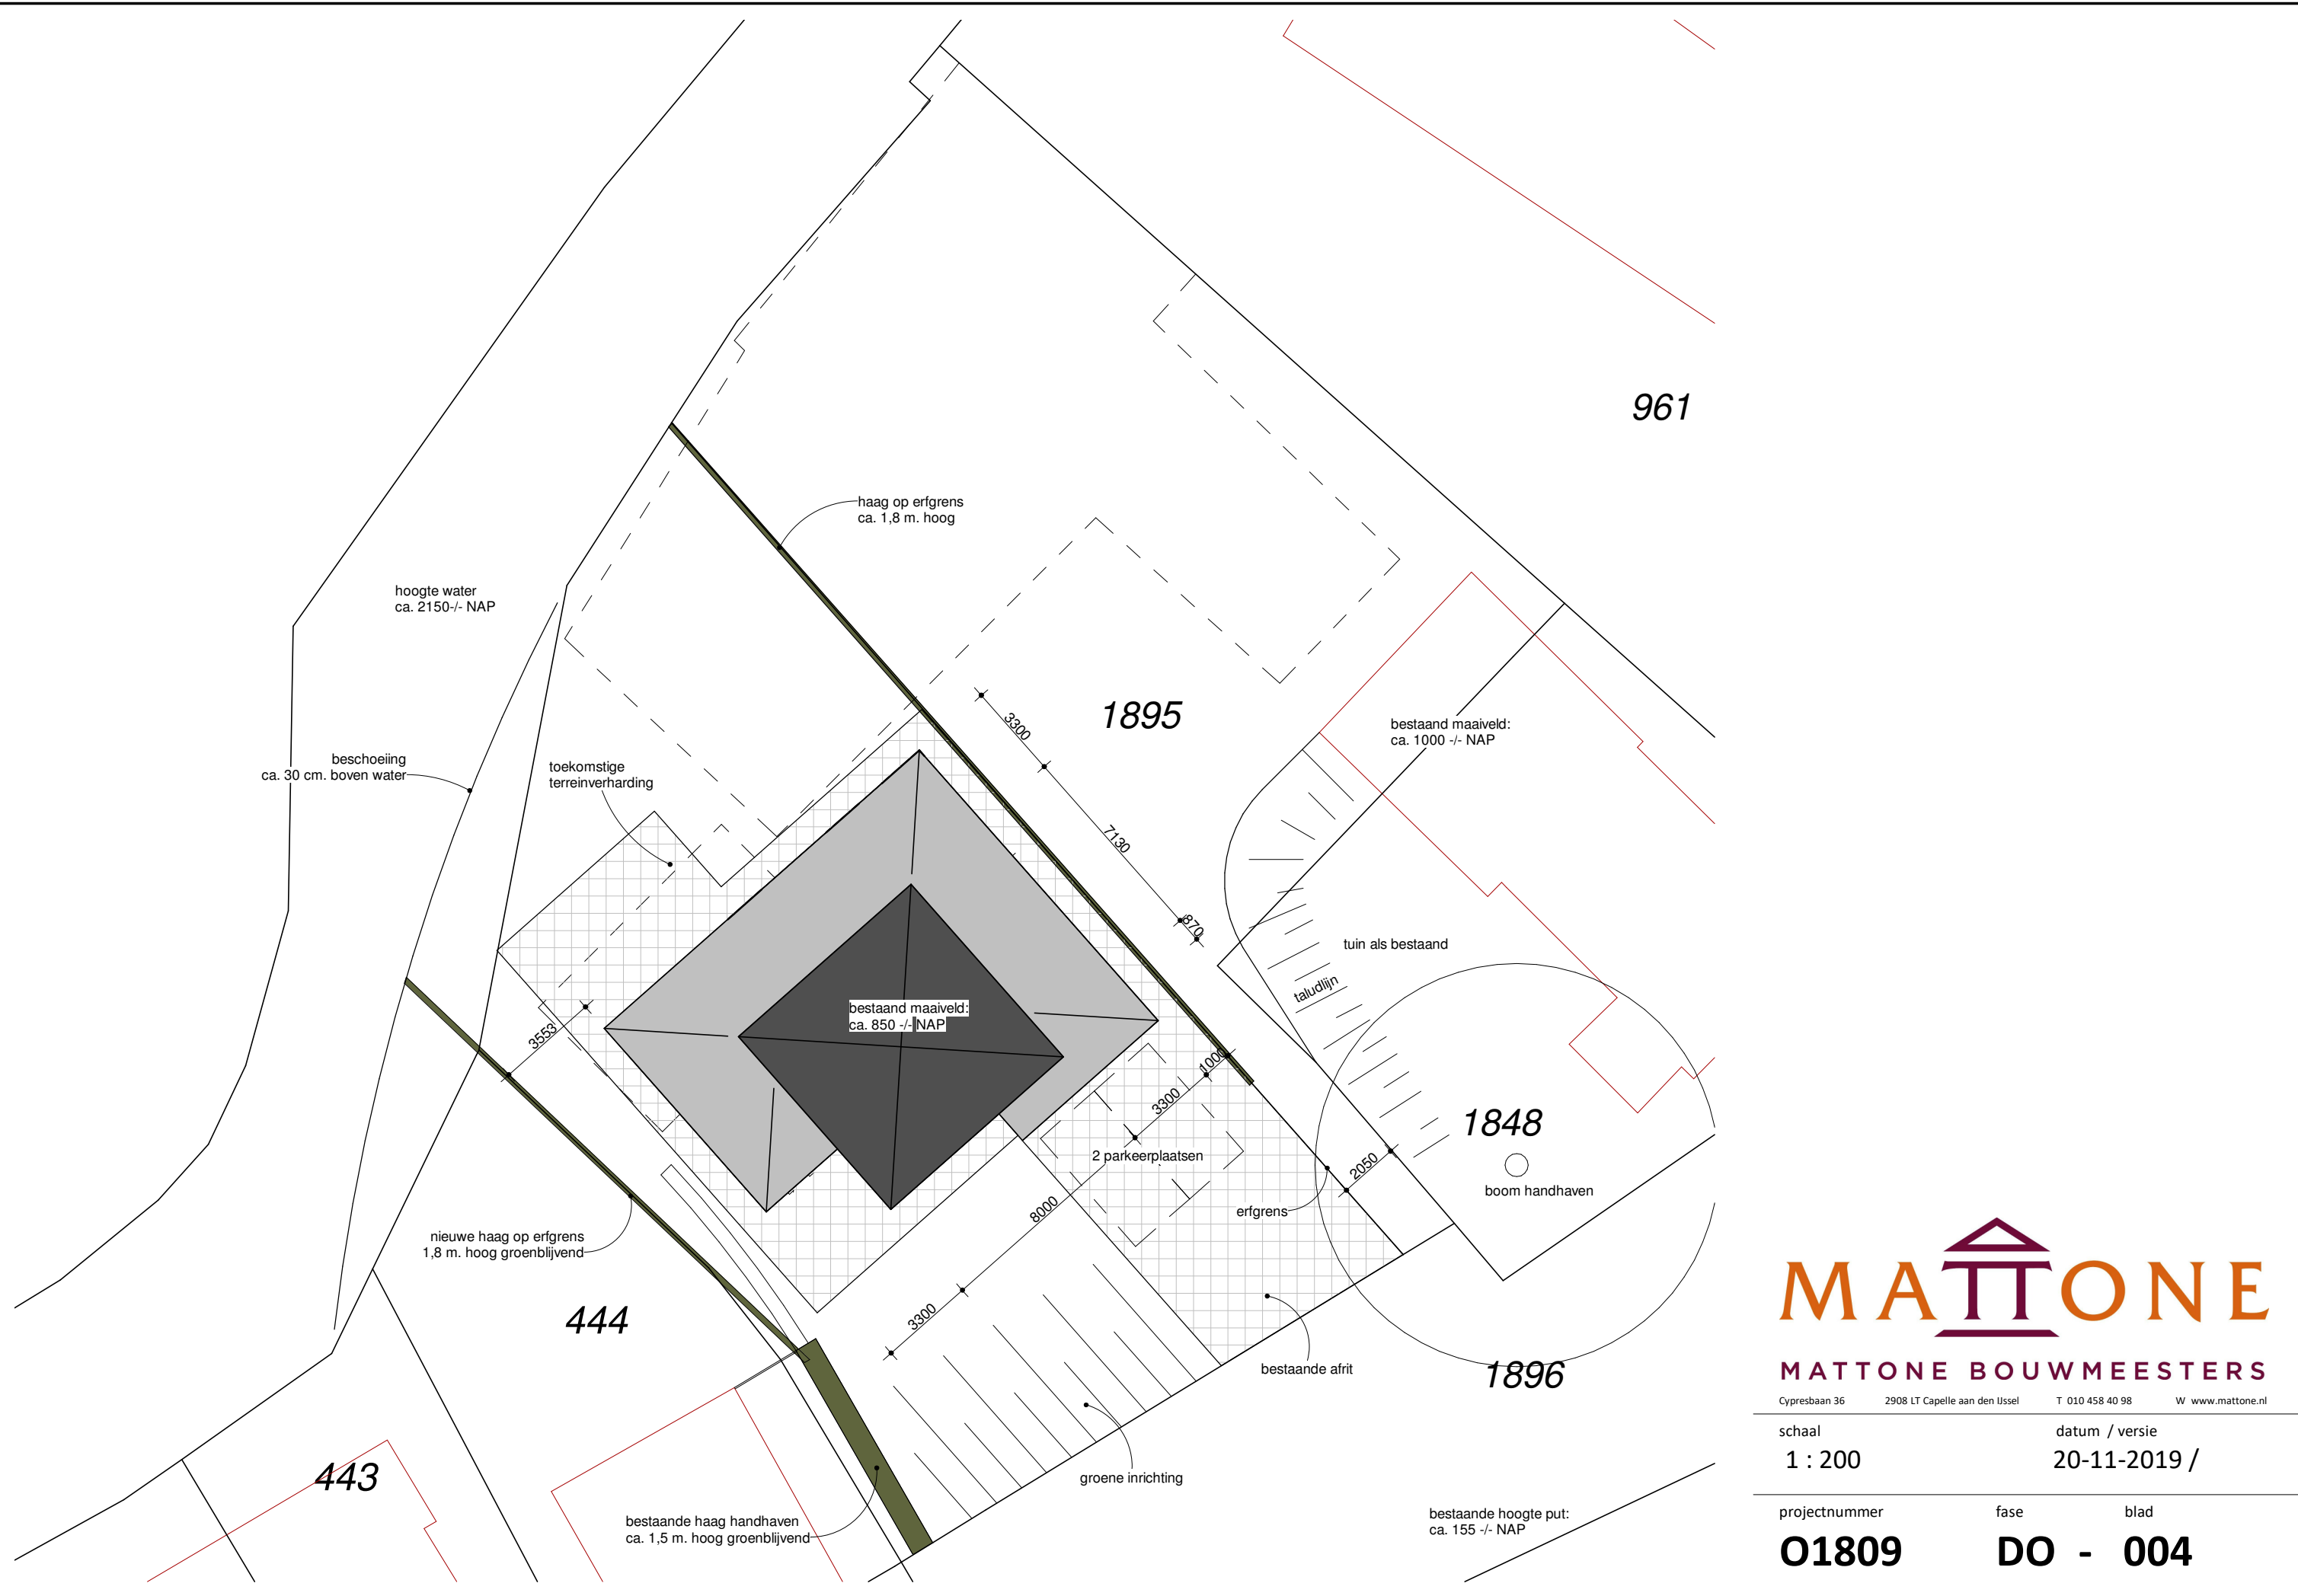 961
haag op erfgrens
ca. 1,8 m. hoog
hoogte water
ca. 2150-/- NAP
1895
3300
bestaand maaiveld:
ca. 1000 -/- NAP
beschoeiing
ca. 30 cm. boven water
toekomstige
terreinverharding
7130
870
tuin als bestaand
taludlijn
bestaand maaiveld:
ca. 850 -/- NAP
3553
1000
3300
2 parkeerplaatsen
1848
2050
boom handhaven
erfgrens
8000
nieuwe haag op erfgrens
1,8 m. hoog groenblijvend
444
3300
bestaande afrit
1896
443
groene inrichting
bestaande haag handhaven
ca. 1,5 m. hoog groenblijvend
bestaande hoogte put:
ca. 155 -/- NAP
MATTONE
MATTONE BOUWMEESTERS
Cypresbaan 36 2908 LT Capelle aan den IJssel T 010 458 40 98 W www.mattone.nl
schaal datum / versie
1 : 200 20-11-2019 /
projectnummer fase blad
O1809 DO - 004